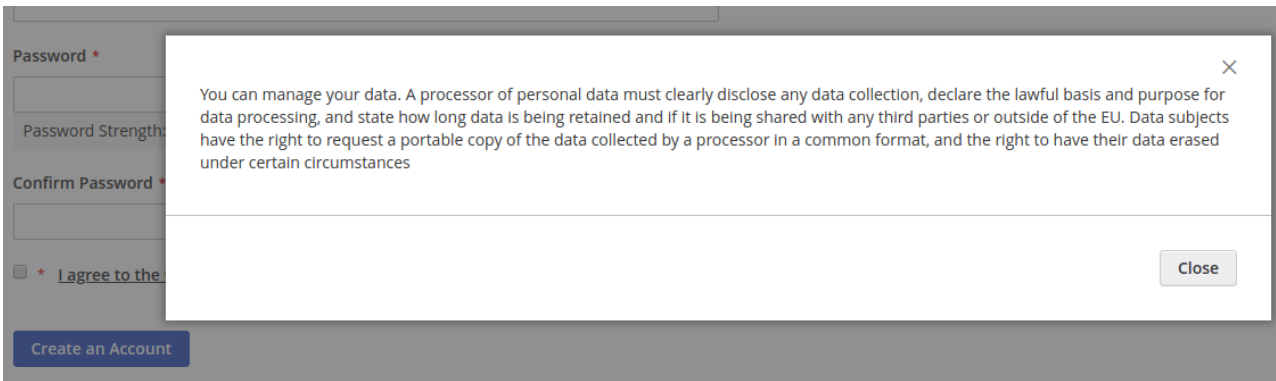 Password *
You can manage your data. A processor of personal data must clearly disclose any data collection, declare the lawful basis and purpose for
data processing, and state how long data is being retained and if it is being shared with any third parties or outside of the EU. Data subjects
have the right to request a portable copy of the data collected by a processor in a common format, and the right to have their data erased
under certain circumstances
Password Strength:
Confirm Password *
* I agree to the
Close
Create an Account